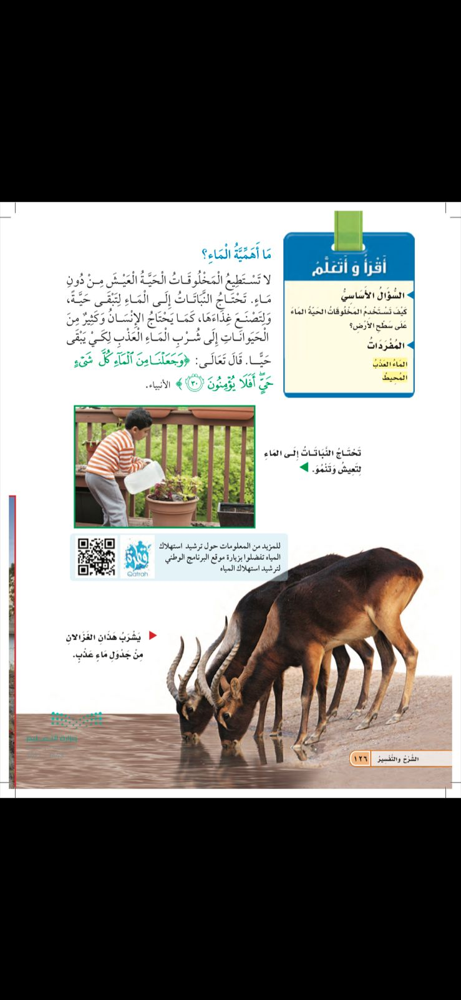 أَقْرَأُ وَ أَتَعَلَّمُ
السُّؤَالُ الأَسَاسِيُّ
كَيْفَ تَسْتَخْدِمُ المَخْلُوقَاتُ الحَيَّةُ المَاءَ
عَلَى سَطْحِ الأَرْضِ؟
المُفْرَدَاتُ
المَاءُ العَذْبُ
المُحِيطُ
مَا أَهَمِّيَّةُ الْمَاءِ؟
لا تَسْتَطِيعُ الْمَخْلُوقَاتُ الْحَيَّةُ الْعَيْشَ مِنْ دُونِ
مَاءٍ. تَحْتَاجُ النَّبَاتَاتُ إِلَى الْمَاءِ لِتَبْقَى حَيَّةً،
وَلِتَصْنَعَ غِذَاءَهَا، كَمَا يَحْتَاجُ الإِنْسَانُ وَكَثِيرٌ مِنَ
الْحَيَوَانَاتِ إِلَى شُرْبِ الْمَاءِ الْعَذْبِ لِكَيْ يَبْقَى
حَيًّا. قَالَ تَعَالَى: ﴿وَجَعَلْنَا مِنَ ٱلْمَآءِ كُلَّ شَىْءٍ
حَيٍّ ۖ أَفَلَا يُؤْمِنُونَ ٣٠﴾ الأنبياء.
تَحْتَاجُ النَّبَاتَاتُ إِلَى المَاءِ
لِتَعِيشَ وَتَنْمُوَ.
للمزيد من المعلومات حول ترشيد استهلاك
المياه تفضلوا بزيارة موقع البرنامج الوطني
لترشيد استهلاك المياه
قطرة
Qatrah
يَشْرَبُ هَذَانِ الغَزَالانِ
مِنْ جَدْوَلِ مَاءٍ عَذْبٍ.
وزارة التعليم
الشَّرْحُ والتَّفْسِيرُ
١٢٦